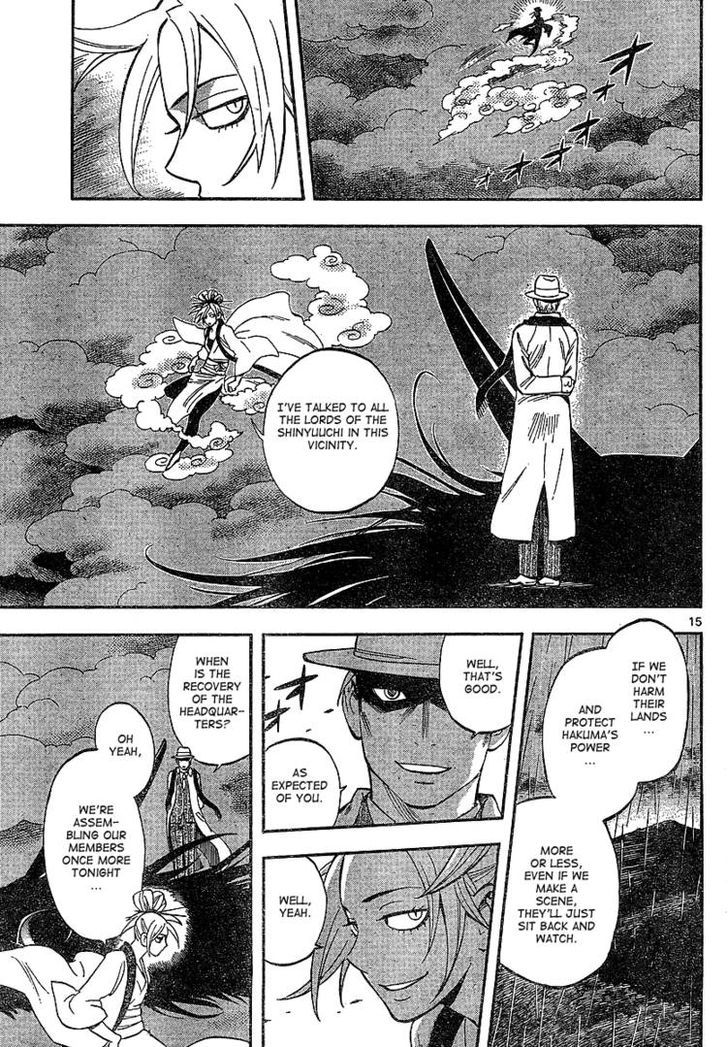 I'VE TALKED TO ALL
THE LORDS OF THE
SHINYUUCHI IN THIS
VICINITY.
15
IF WE
DON'T
HARM
THEIR
LANDS
...
AND
PROTECT
HAKUMA'S
POWER
...
MORE
OR LESS,
EVEN IF WE
MAKE A
SCENE,
THEY'LL JUST
SIT BACK AND
WATCH.
WELL,
THAT'S
GOOD.
AS
EXPECTED
OF YOU.
WELL,
YEAH.
WHEN
IS THE
RECOVERY
OF THE
HEADQUAR-
TERS?
OH
YEAH,
WE'RE
ASSEM-
BLING OUR
MEMBERS
ONCE MORE
TONIGHT
...